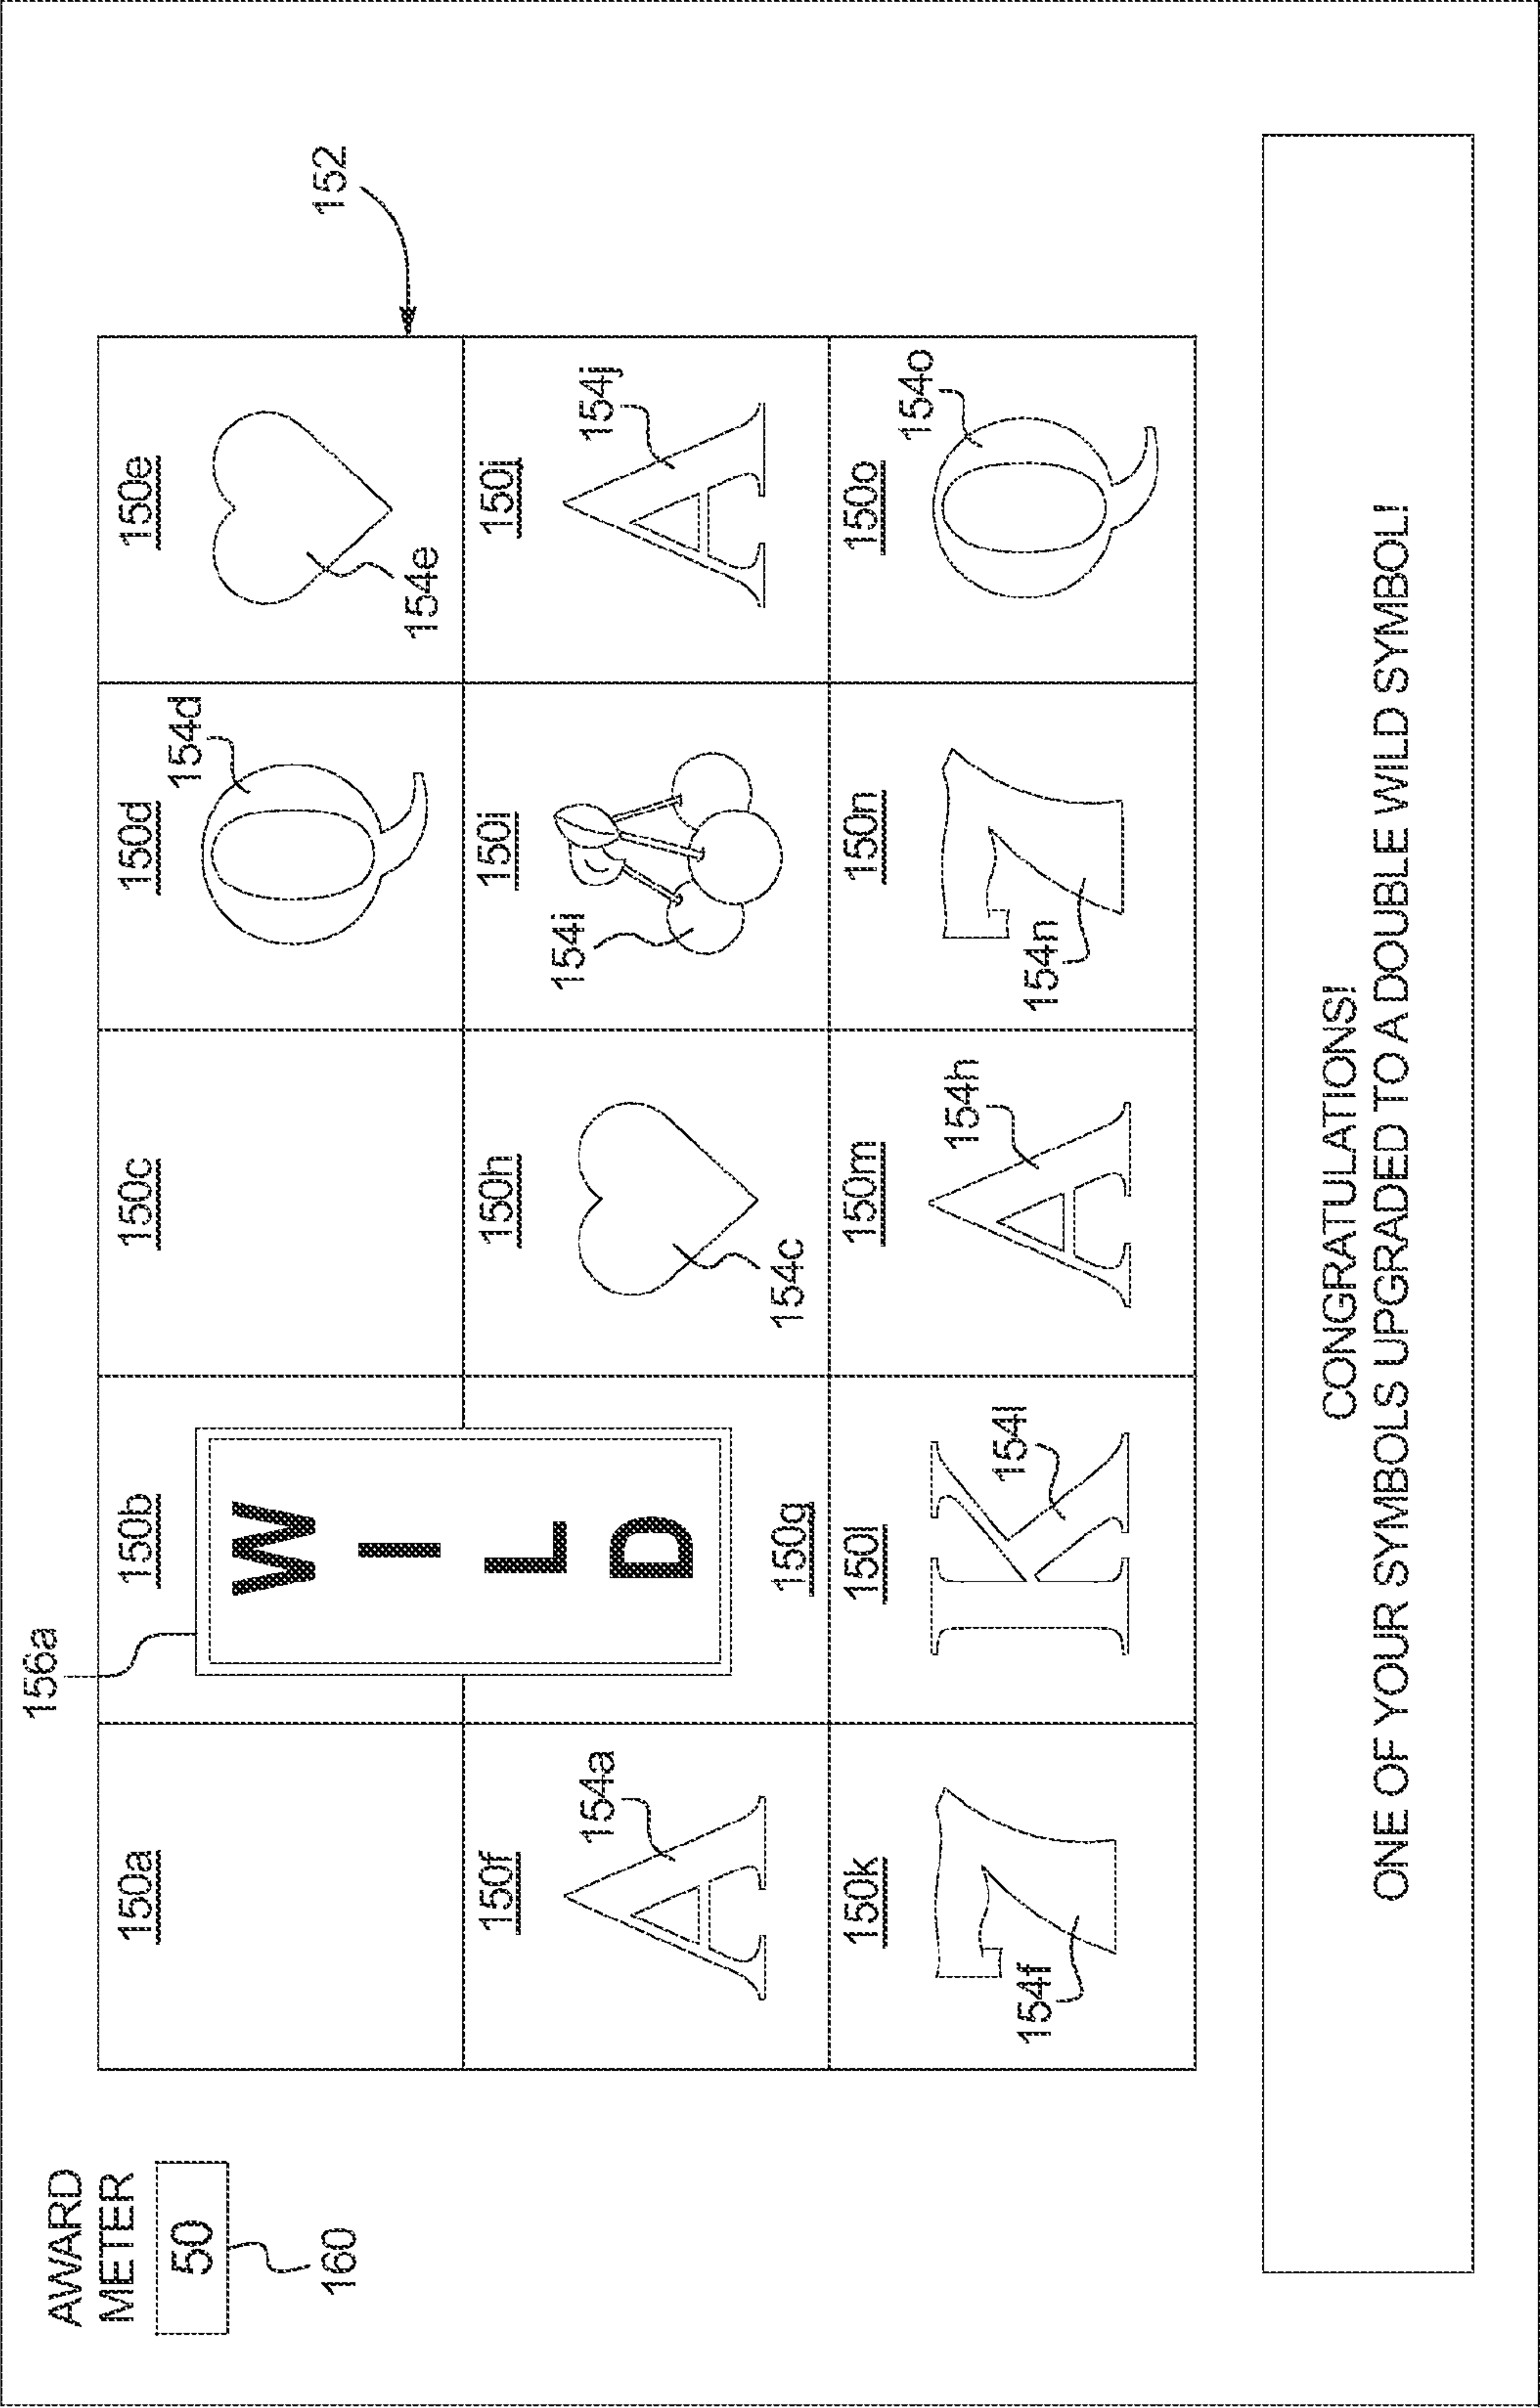 AWARD
METER
50
160
156a
152
150a
150b
W
I
L
D
150g
150c
150d
154d
Q
150e
154e
150f
154a
A
150h
154c
150i
154i
150j
154j
A
150k
7
154f
150l
154l
K
150m
154h
A
150n
7
154n
150o
154o
Q
CONGRATULATIONS!
ONE OF YOUR SYMBOLS UPGRADED TO A DOUBLE WILD SYMBOL!